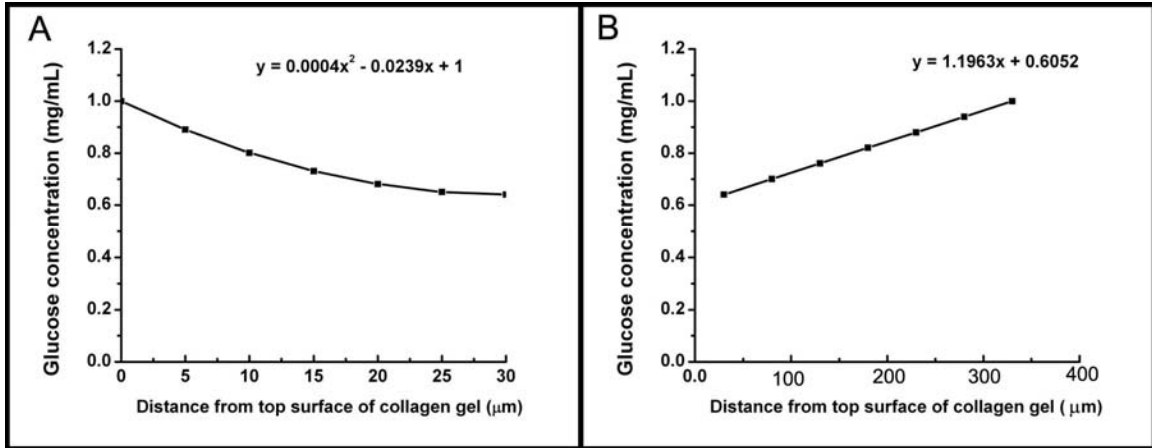 A
y = 0.0004x² - 0.0239x + 1
Glucose concentration (mg/mL)
1.2
1.0
0.8
0.6
0.4
0.2
0.0
0 5 10 15 20 25 30
Distance from top surface of collagen gel (μm)
B
y = 1.1963x + 0.6052
Glucose concentration (mg/mL)
1.2
1.0
0.8
0.6
0.4
0.2
0.0
0.0 100 200 300 400
Distance from top surface of collagen gel ( μm)